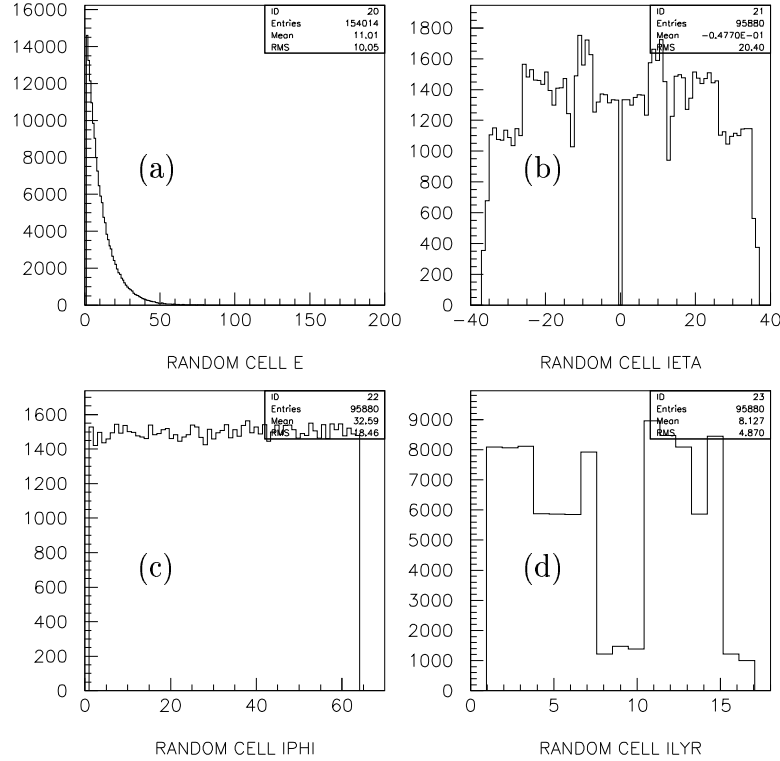 ID 20
Entries 154014
Mean 11.01
RMS 10.05
16000
14000
12000
10000
8000
6000
4000
2000
0
(a)
0 50 100 150 200
RANDOM CELL E
ID 21
Entries 95880
Mean -0.4770E-01
RMS 20.40
1800
1600
1400
1200
1000
800
600
400
200
0
(b)
-40 -20 0 20 40
RANDOM CELL IETA
ID 22
Entries 95880
Mean 32.59
RMS 18.46
1600
1400
1200
1000
800
600
400
200
0
(c)
0 20 40 60
RANDOM CELL IPHI
ID 23
Entries 95880
Mean 8.127
RMS 4.870
9000
8000
7000
6000
5000
4000
3000
2000
1000
0
(d)
0 5 10 15
RANDOM CELL ILYR